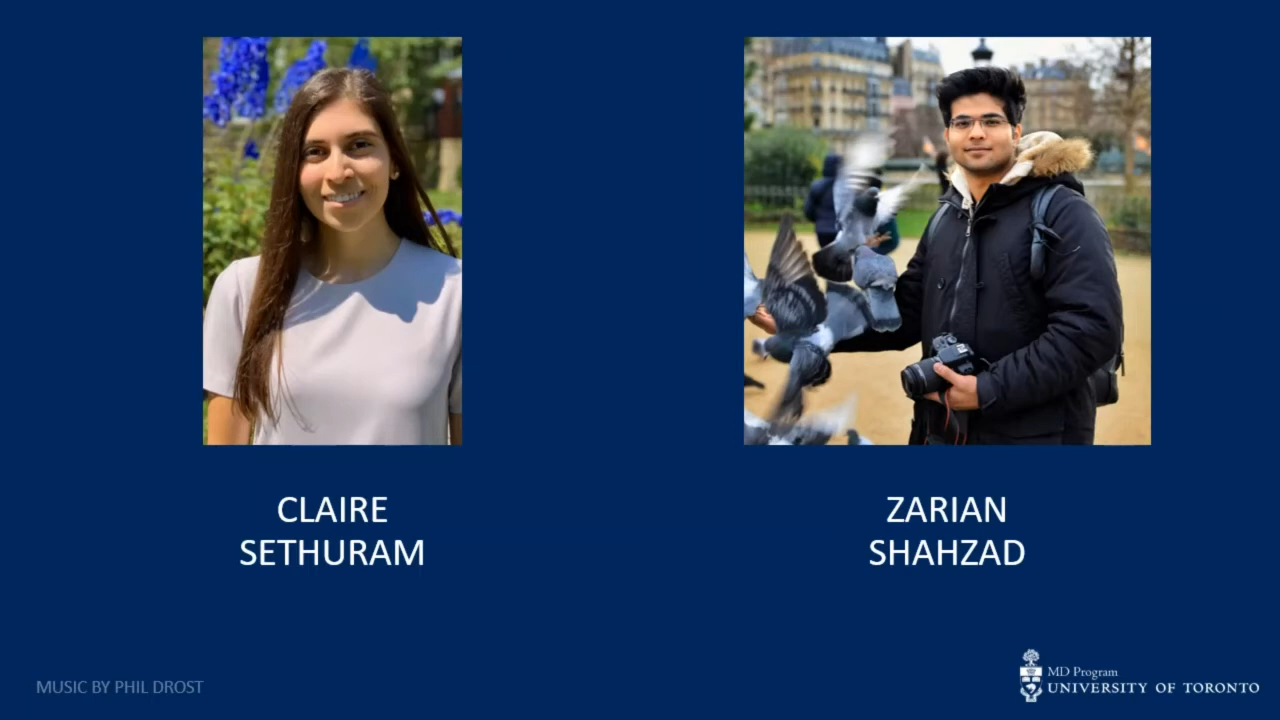 CLAIRE
SETHURAM
ZARIAN
SHAHZAD
MUSIC BY PHIL DROST
MD Program
UNIVERSITY OF TORONTO